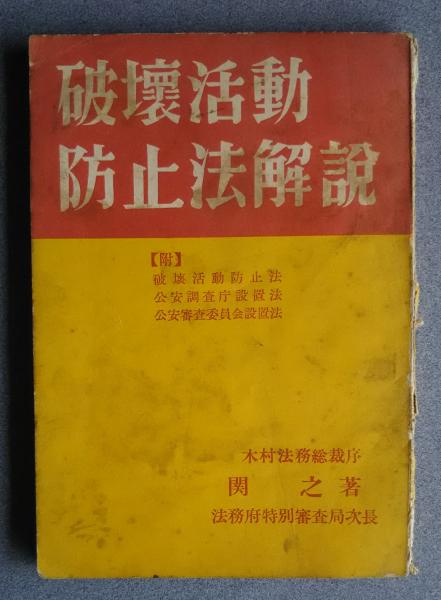 破壞活動
防止法解説
【附】
破壊活動防止法
公安調査庁設置法
公安審査委員会設置法
木村法務総裁序
関之著
法務府特別審査局次長